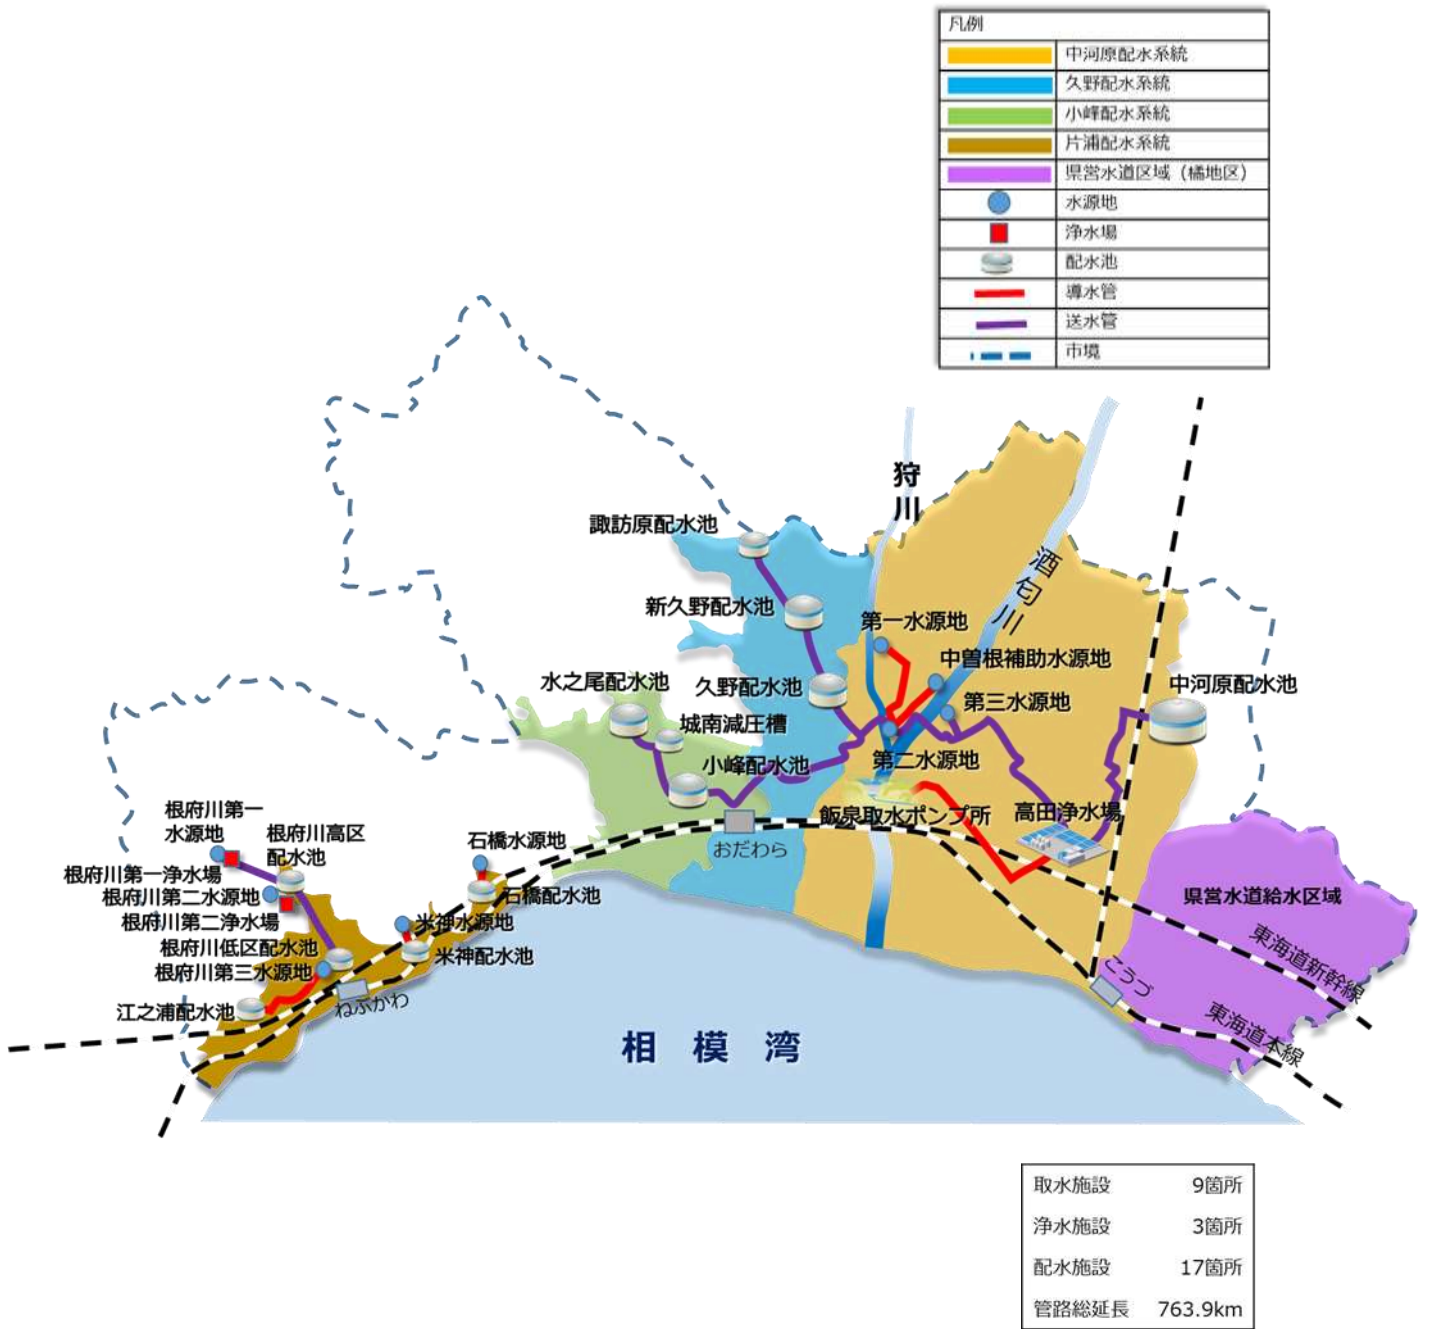 凡例
中河原配水系統
久野配水系統
小峰配水系統
片浦配水系統
県営水道区域（橘地区）
水源地
浄水場
配水池
導水管
送水管
市境
狩川
酒匂川
諏訪原配水池
新久野配水池
第一水源地
中曽根補助水源地
水之尾配水池
久野配水池
第三水源地
中河原配水池
城南減圧槽
小峰配水池
第二水源地
飯泉取水ポンプ所
高田浄水場
おだわら
根府川第一
水源地
根府川高区
配水池
石橋水源地
根府川第一浄水場
根府川第二水源地
石橋配水池
県営水道給水区域
根府川第二浄水場
米神水源地
根府川低区配水池
米神配水池
根府川第三水源地
江之浦配水池
ねぶかわ
こうづ
東海道新幹線
東海道本線
相模湾
取水施設 9箇所
浄水施設 3箇所
配水施設 17箇所
管路総延長 763.9km